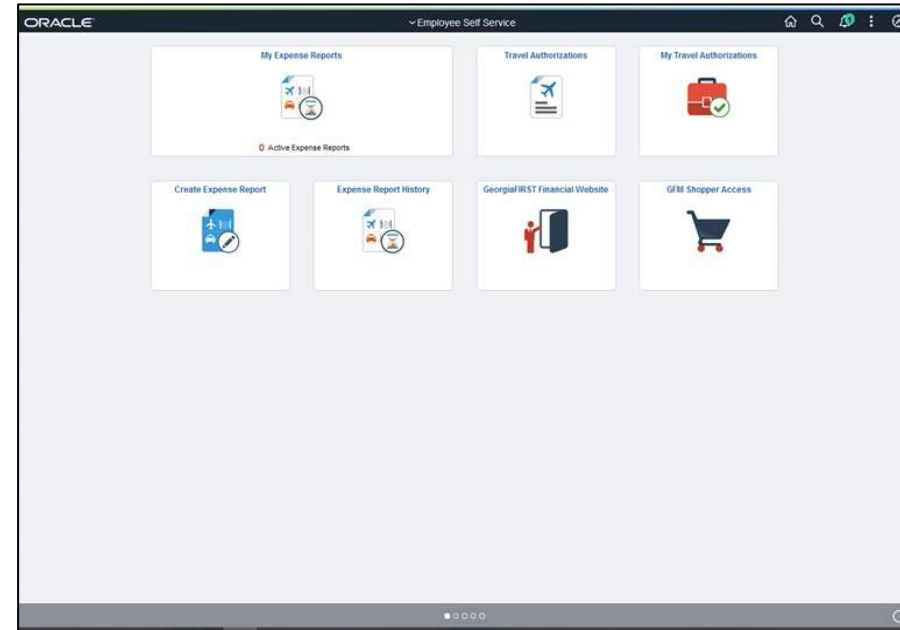 ORACLE
Employee Self Service
My Expense Reports
Travel Authorizations
My Travel Authorizations
0 Active Expense Reports
Create Expense Report
Expense Report History
GeorgiaFIRST Financial Website
GFM Shopper Access